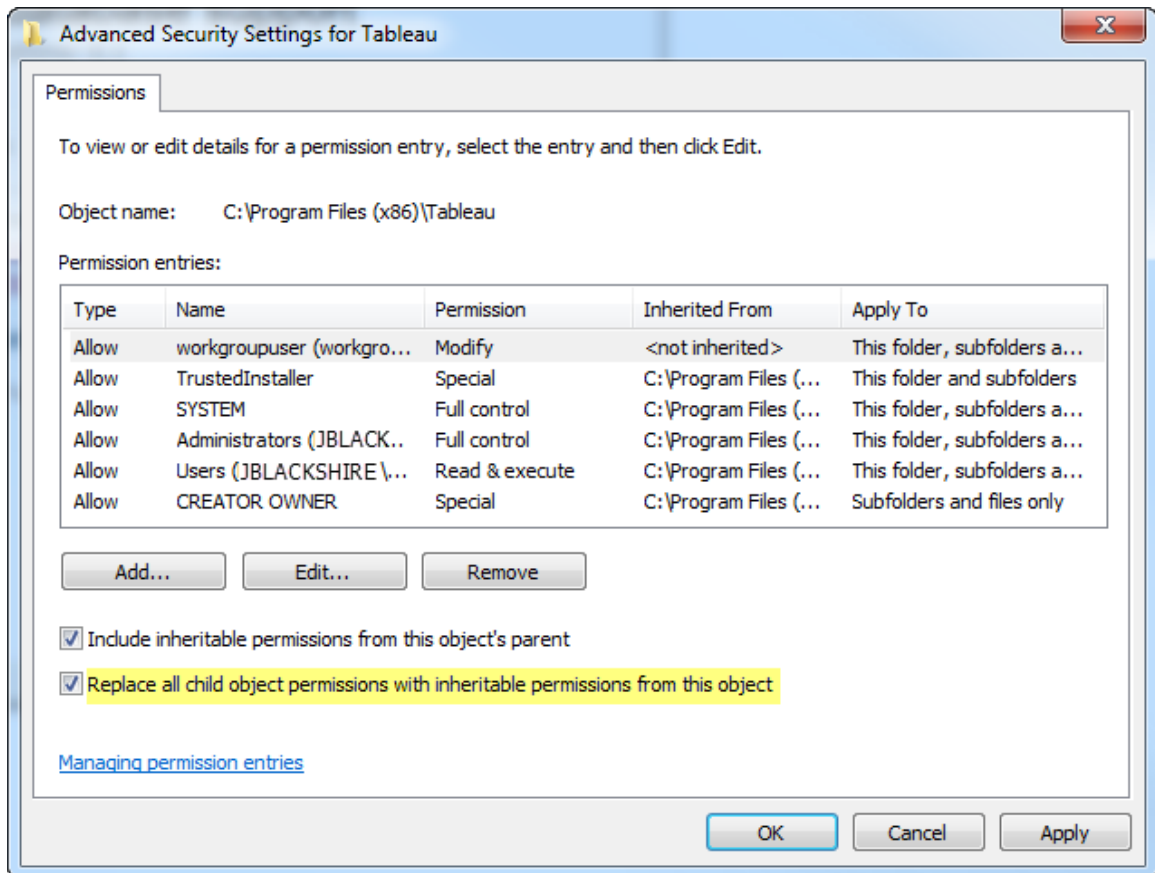 Advanced Security Settings for Tableau
Permissions
To view or edit details for a permission entry, select the entry and then click Edit.
Object name: C:\Program Files (x86)\Tableau
Permission entries:
Type Name Permission Inherited From Apply To
Allow workgroupuser (workgro... Modify <not inherited> This folder, subfolders a...
Allow TrustedInstaller Special C:\Program Files (... This folder and subfolders
Allow SYSTEM Full control C:\Program Files (... This folder, subfolders a...
Allow Administrators (JBLACK... Full control C:\Program Files (... This folder, subfolders a...
Allow Users (JBLACKSHIRE\... Read & execute C:\Program Files (... This folder, subfolders a...
Allow CREATOR OWNER Special C:\Program Files (... Subfolders and files only
Add... Edit... Remove
Include inheritable permissions from this object's parent
Replace all child object permissions with inheritable permissions from this object
Managing permission entries
OK Cancel Apply